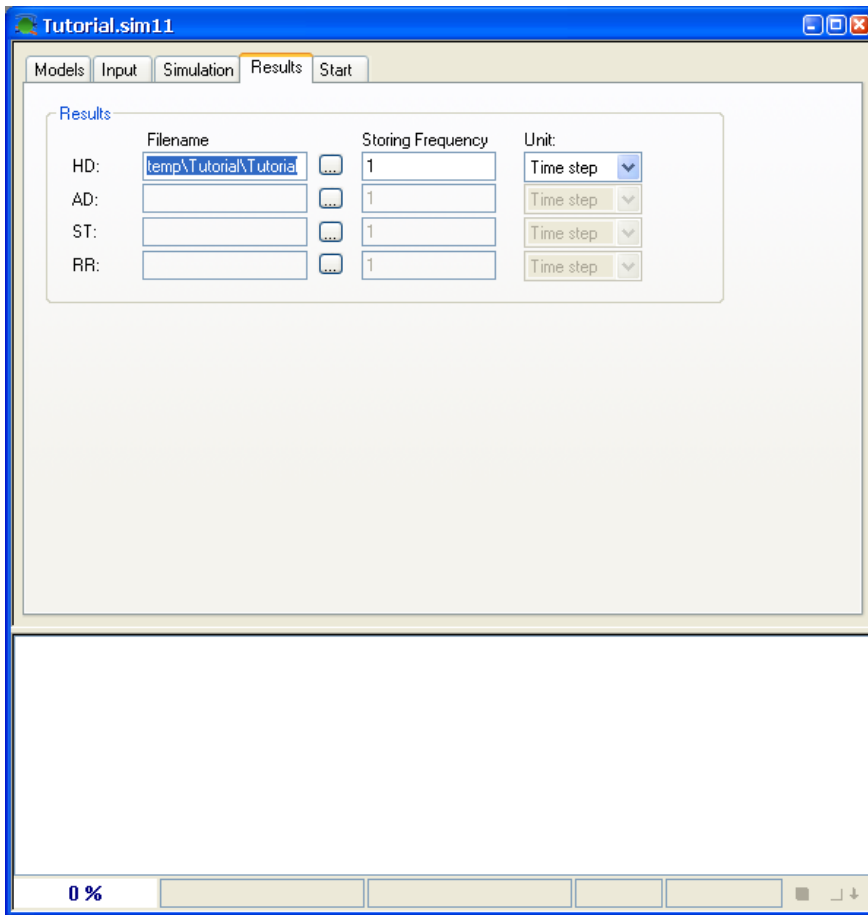 Tutorial.sim11
Models Input Simulation Results Start
Results
Filename Storing Frequency Unit:
HD: temp\Tutorial\Tutorial ... 1 Time step
AD: ... 1 Time step
ST: ... 1 Time step
RR: ... 1 Time step
0 %